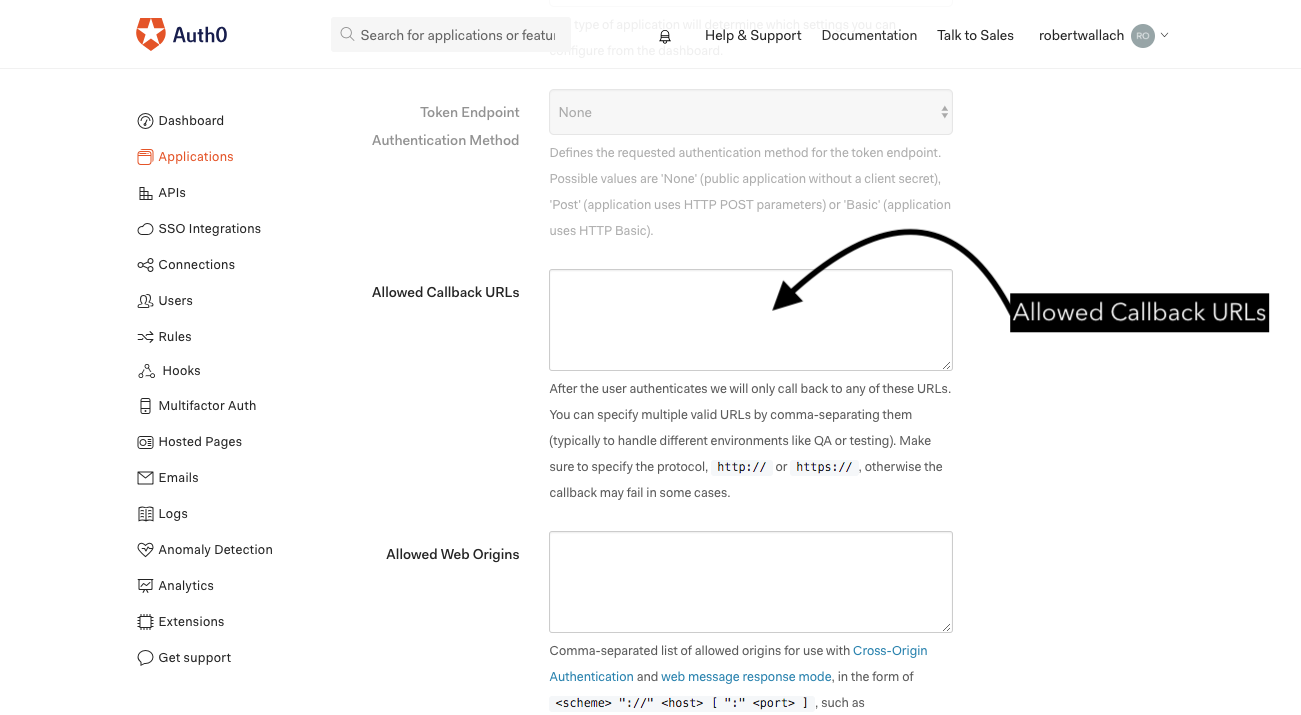 Auth0
Search for applications or featur
Help & Support
Documentation
Talk to Sales
robertwallach
RO
type of application will determine which settings you can
configure from the dashboard.
Dashboard
Applications
APIs
SSO Integrations
Connections
Users
Rules
Hooks
Multifactor Auth
Hosted Pages
Emails
Logs
Anomaly Detection
Analytics
Extensions
Get support
Token Endpoint
Authentication Method
None
Defines the requested authentication method for the token endpoint.
Possible values are 'None' (public application without a client secret),
'Post' (application uses HTTP POST parameters) or 'Basic' (application
uses HTTP Basic).
Allowed Callback URLs
Allowed Callback URLs
After the user authenticates we will only call back to any of these URLs.
You can specify multiple valid URLs by comma-separating them
(typically to handle different environments like QA or testing). Make
sure to specify the protocol, http:// or https:// , otherwise the
callback may fail in some cases.
Allowed Web Origins
Comma-separated list of allowed origins for use with Cross-Origin
Authentication and web message response mode, in the form of
<scheme> "://" <host> [ ":" <port> ] , such as